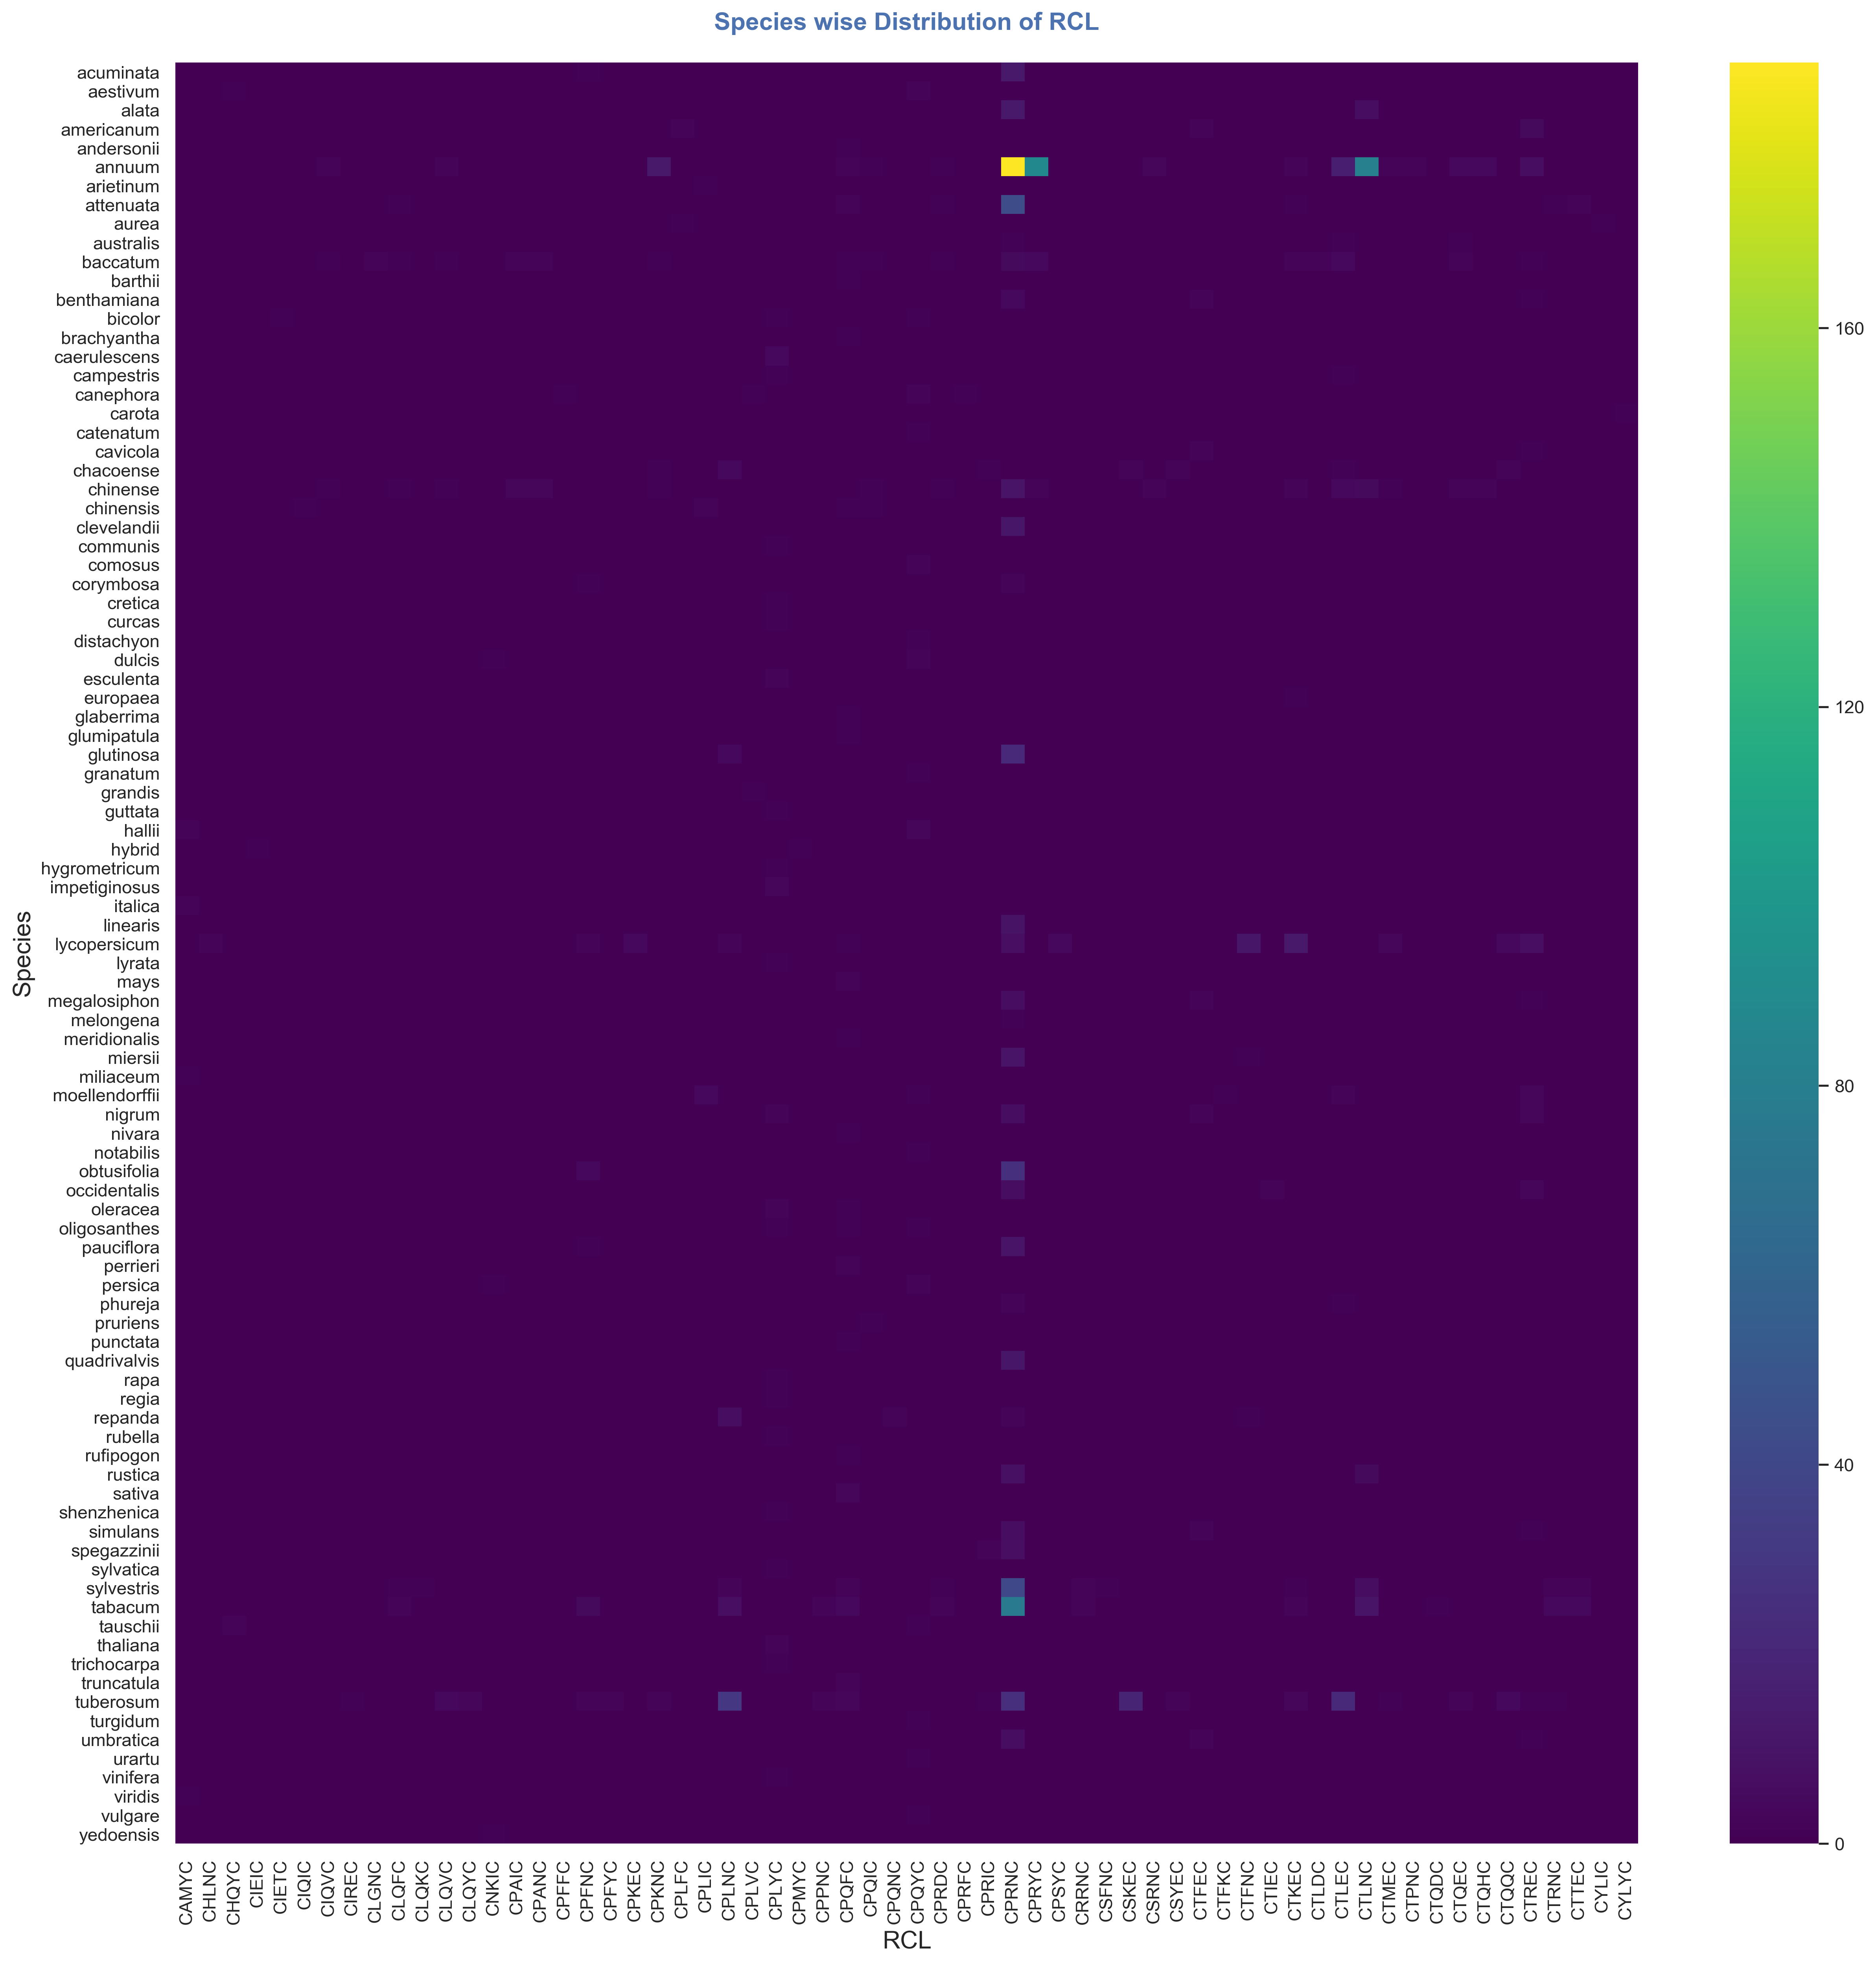 Species wise Distribution of RCL
acuminata
aestivum
alata
americanum
andersonii
annuum
arietinum
attenuata
aurea
australis
baccatum
barthii
benthamiana
bicolor
brachyantha
caerulescens
campestris
canephora
carota
catenatum
cavicola
chacoense
chinense
chinensis
clevelandii
communis
comosus
corymbosa
cretica
curcas
distachyon
dulcis
esculenta
europaea
glaberrima
glumipatula
glutinosa
granatum
grandis
guttata
hallii
hybrid
hygrometricum
impetiginosus
italica
linearis
lycopersicum
lyrata
mays
megalosiphon
melongena
meridionalis
miersii
miliaceum
moellendorffii
nigrum
nivara
notabilis
obtusifolia
occidentalis
oleracea
oligosanthes
pauciflora
perrieri
persica
phureja
pruriens
punctata
quadrivalvis
rapa
regia
repanda
rubella
rufipogon
rustica
sativa
shenzhenica
simulans
spegazzinii
sylvatica
sylvestris
tabacum
tauschii
thaliana
trichocarpa
truncatula
tuberosum
turgidum
umbratica
urartu
vinifera
viridis
vulgare
yedoensis
Species
CAMYC
CHLNC
CHQYC
CIEIC
CIETC
CIQIC
CIQVC
CIREC
CLGNC
CLQFC
CLQKC
CLQVC
CLQYC
CNKIC
CPAIC
CPANC
CPFFC
CPFNC
CPFYC
CPKEC
CPKNC
CPLFC
CPLIC
CPLNC
CPLVC
CPLYC
CPMYC
CPPNC
CPQFC
CPQIC
CPQNC
CPQYC
CPRDC
CPRFC
CPRIC
CPRNC
CPRYC
CPSYC
CRRNC
CSFNC
CSKEC
CSRNC
CSYEC
CTFEC
CTFKC
CTFNC
CTIEC
CTKEC
CTLDC
CTLEC
CTLNC
CTMEC
CTPNC
CTQDC
CTQEC
CTQHC
CTQQC
CTREC
CTRNC
CTTEC
CYLIC
CYLYC
RCL
160
120
80
40
0